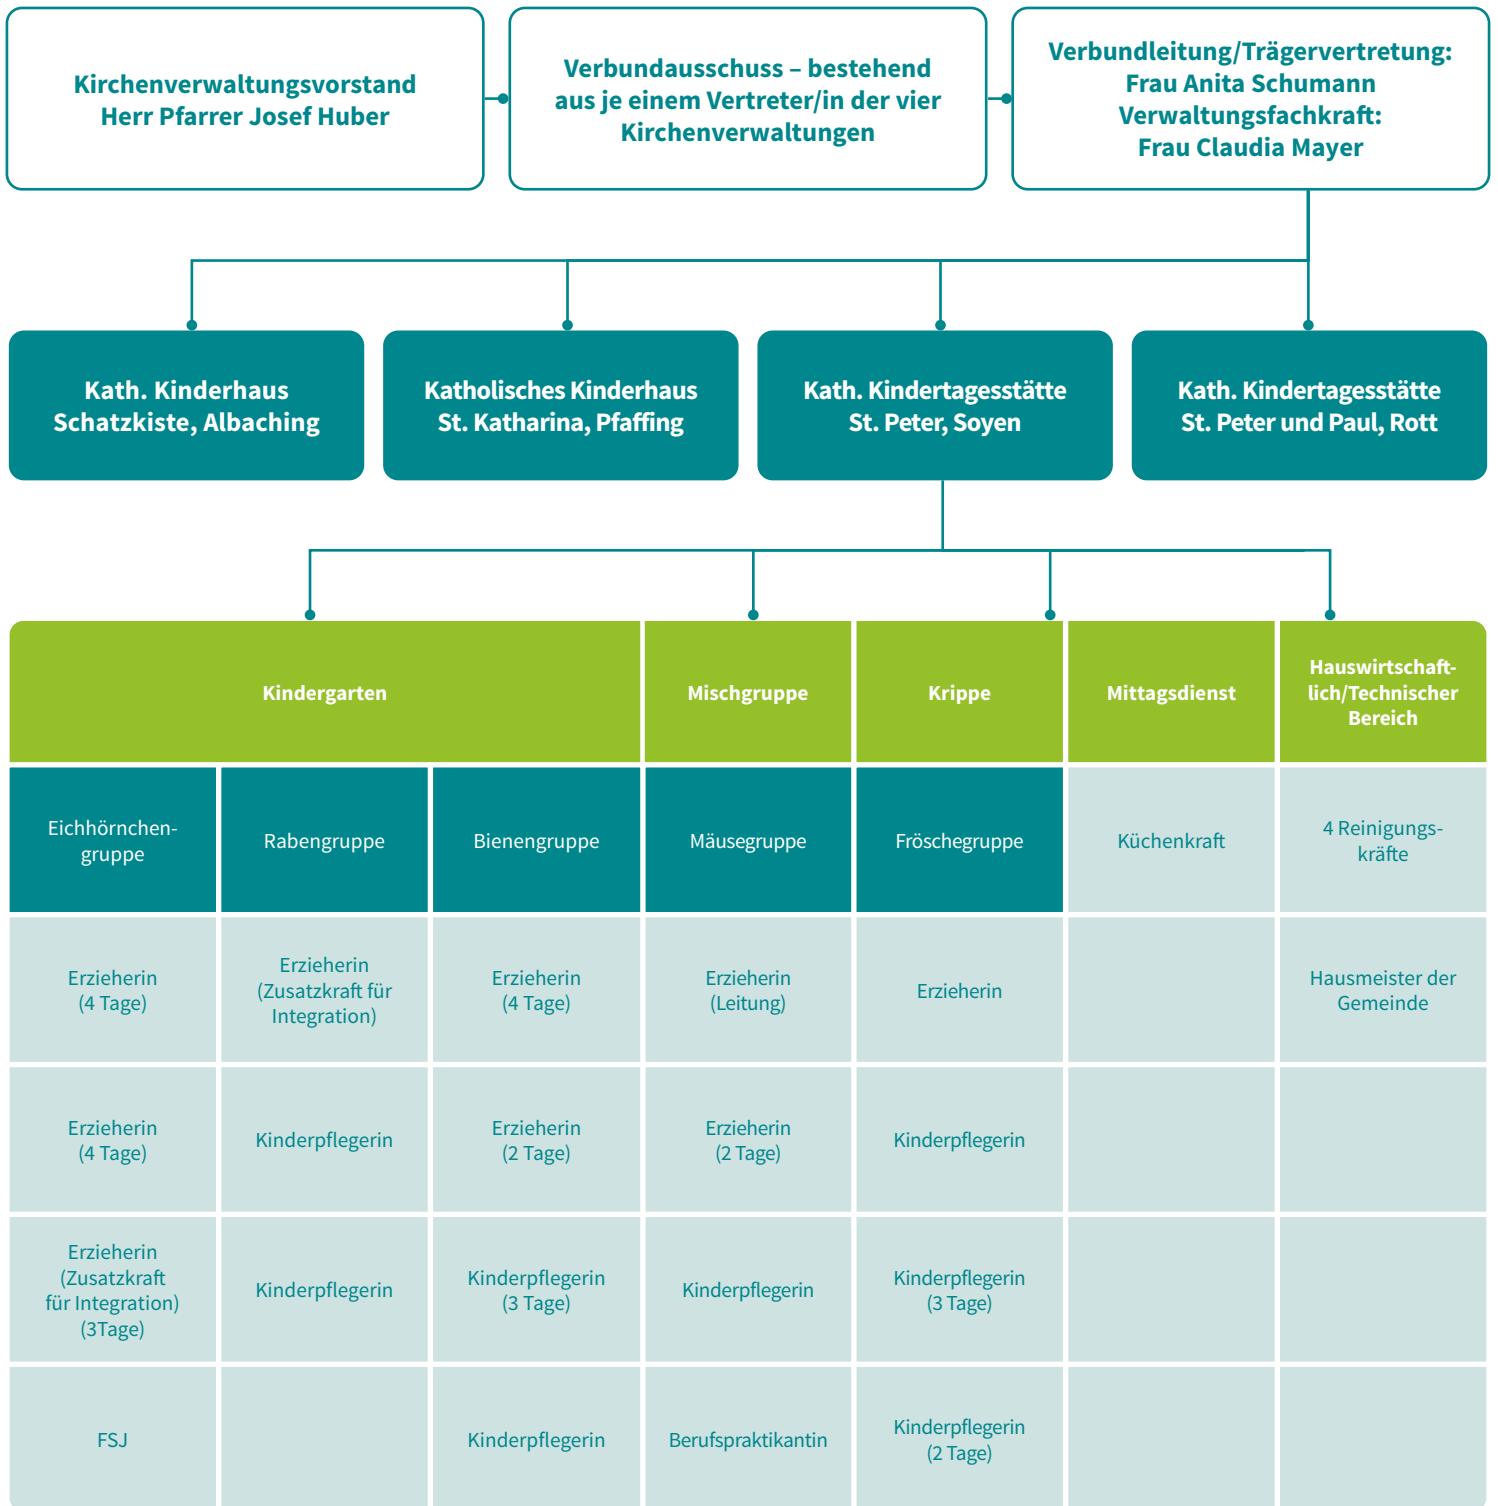 Kirchenverwaltungsvorstand
Herr Pfarrer Josef Huber
Verbundausschuss – bestehend
aus je einem Vertreter/in der vier
Kirchenverwaltungen
Verbundleitung/Trägervertretung:
Frau Anita Schumann
Verwaltungsfachkraft:
Frau Claudia Mayer
Kath. Kinderhaus
Schatzkiste, Albaching
Katholisches Kinderhaus
St. Katharina, Pfaffing
Kath. Kindertagesstätte
St. Peter, Soyen
Kath. Kindertagesstätte
St. Peter und Paul, Rott
Kindergarten
Mischgruppe
Krippe
Mittagsdienst
Hauswirtschaft-
lich/Technischer
Bereich
Eichhörnchen-
gruppe
Rabengruppe
Bienengruppe
Mäusegruppe
Fröschegruppe
Küchenkraft
4 Reinigungs-
kräfte
Erzieherin
(4 Tage)
Erzieherin
(Zusatzkraft für
Integration)
Erzieherin
(4 Tage)
Erzieherin
(Leitung)
Erzieherin
Hausmeister der
Gemeinde
Erzieherin
(4 Tage)
Kinderpflegerin
Erzieherin
(2 Tage)
Erzieherin
(2 Tage)
Kinderpflegerin
Erzieherin
(Zusatzkraft
für Integration)
(3Tage)
Kinderpflegerin
Kinderpflegerin
(3 Tage)
Kinderpflegerin
Kinderpflegerin
(3 Tage)
FSJ
Kinderpflegerin
Berufspraktikantin
Kinderpflegerin
(2 Tage)